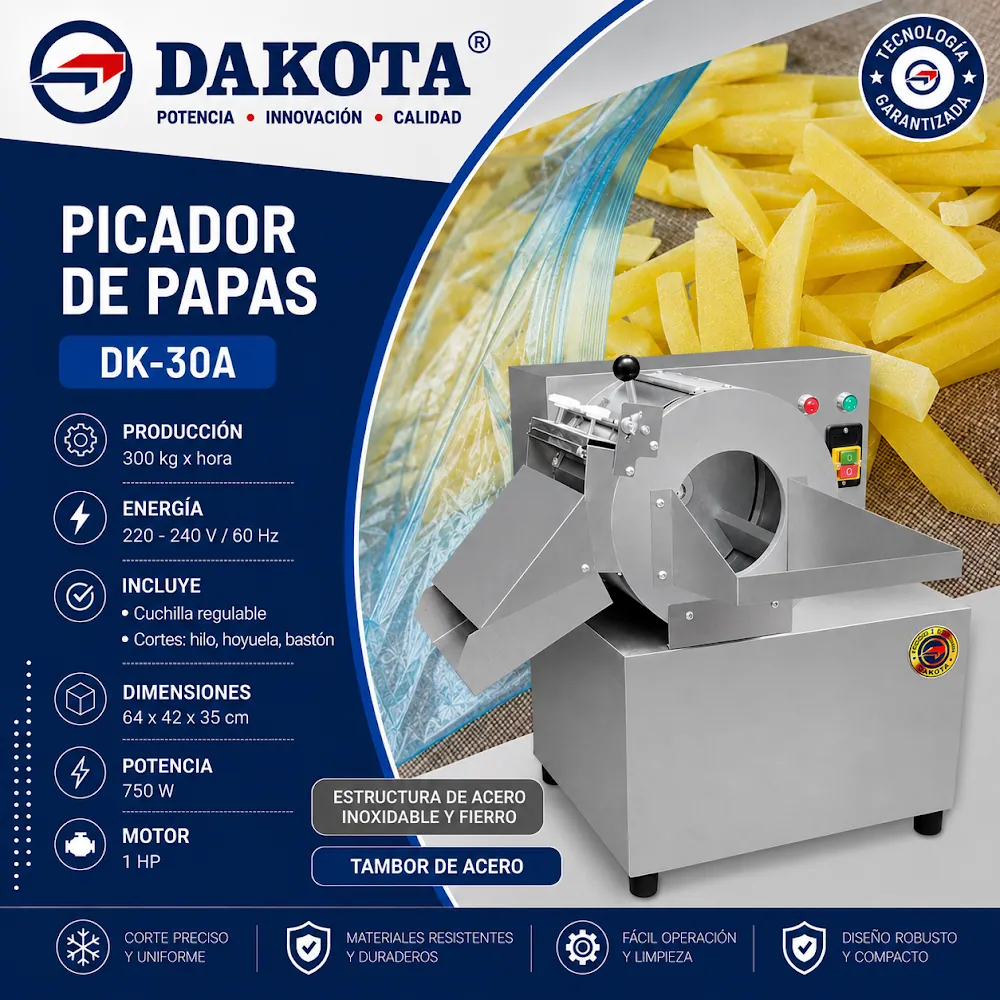 DAKOTA®
POTENCIA • INNOVACIÓN • CALIDAD
TECNOLOGÍA
GARANTIZADA
PICADOR
DE PAPAS
DK-30A
PRODUCCIÓN
300 kg x hora
ENERGÍA
220 - 240 V / 60 Hz
INCLUYE
• Cuchilla regulable
• Cortes: hilo, hoyuela, bastón
DIMENSIONES
64 x 42 x 35 cm
POTENCIA
750 W
MOTOR
1 HP
ESTRUCTURA DE ACERO
INOXIDABLE Y FIERRO
TAMBOR DE ACERO
DAKOTA
CORTE PRECISO
Y UNIFORME
MATERIALES RESISTENTES
Y DURADEROS
FÁCIL OPERACIÓN
Y LIMPIEZA
DISEÑO ROBUSTO
Y COMPACTO